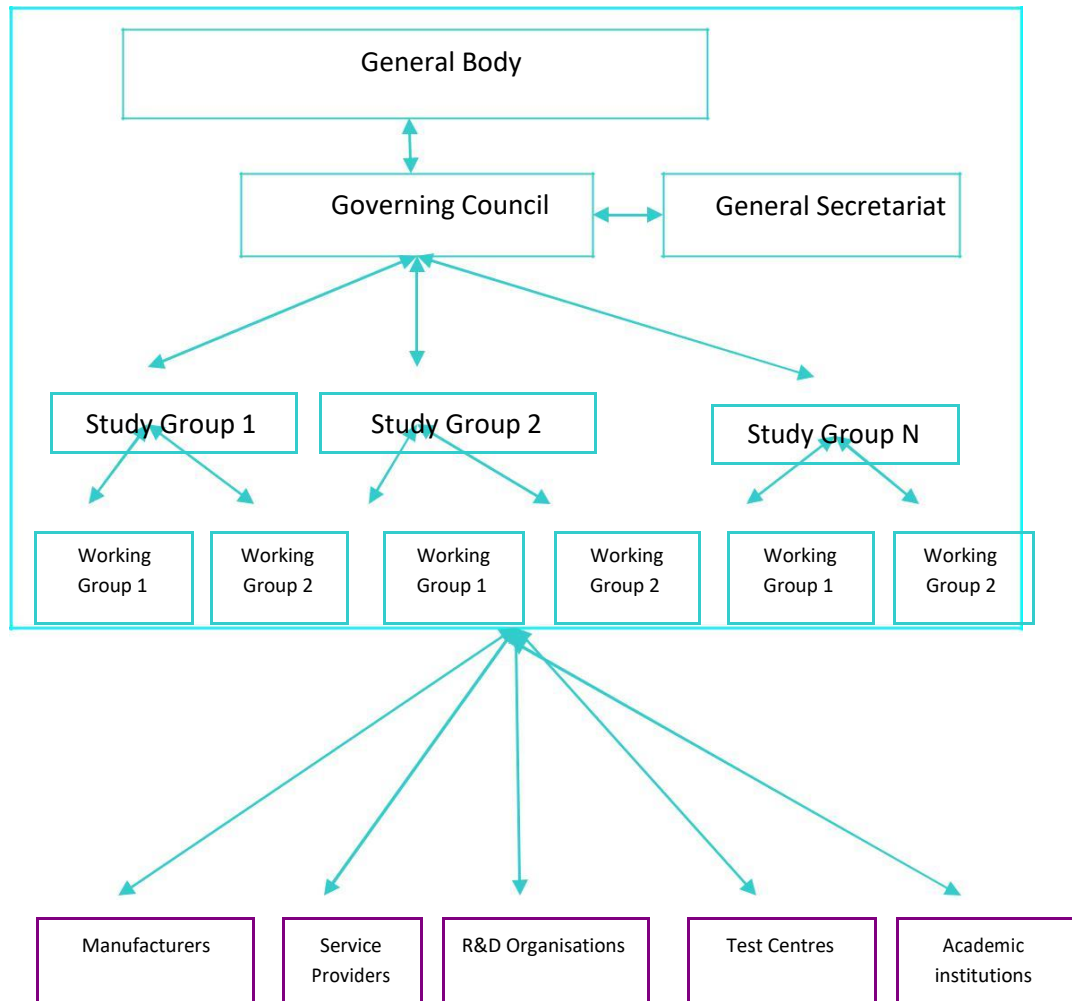 General Body
Governing Council
General Secretariat
Study Group 1
Study Group 2
Study Group N
Working
Group 1
Working
Group 2
Working
Group 1
Working
Group 2
Working
Group 1
Working
Group 2
Manufacturers
Service
Providers
R&D Organisations
Test Centres
Academic
institutions